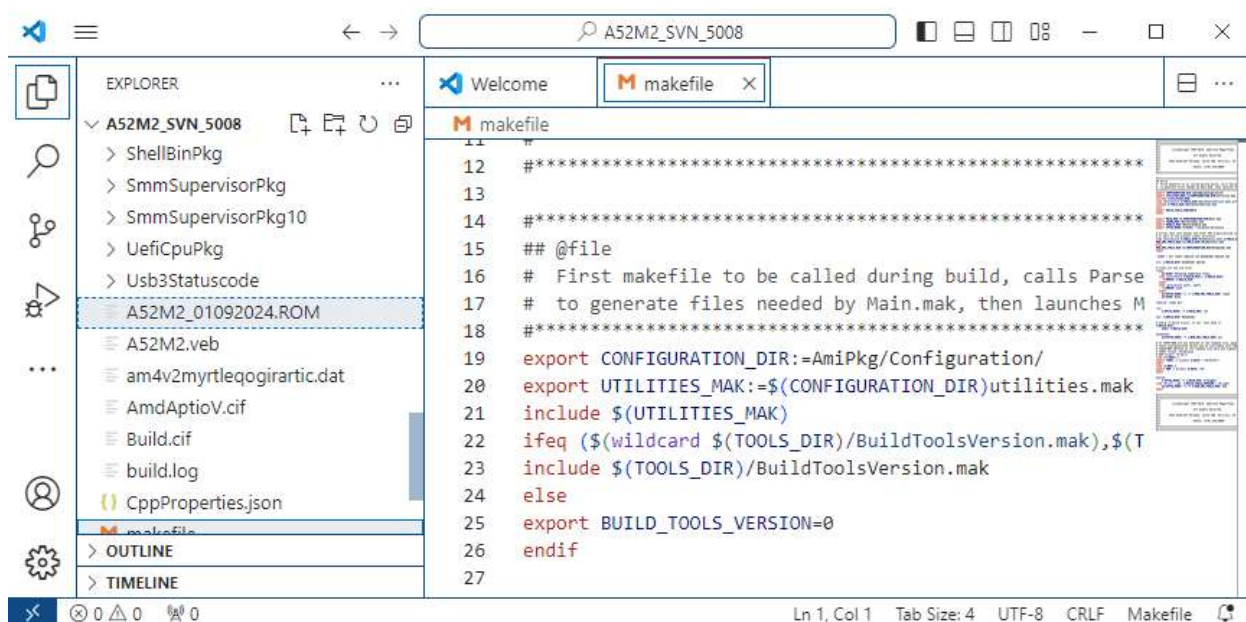 A52M2_SVN_5008
EXPLORER
A52M2_SVN_5008
ShellBinPkg
SmmSupervisorPkg
SmmSupervisorPkg10
UefiCpuPkg
Usb3Statuscode
A52M2_01092024.ROM
A52M2.veb
am4v2myrtleqogirartic.dat
AmdAptioV.cif
Build.cif
build.log
{} CppProperties.json
M makefile
OUTLINE
TIMELINE
Welcome
M makefile
M makefile
11 #
12 #*********************************************************
13
14 #*********************************************************
15 ## @file
16 #  First makefile to be called during build, calls Parse
17 #  to generate files needed by Main.mak, then launches M
18 #*********************************************************
19 export CONFIGURATION_DIR:=AmiPkg/Configuration/
20 export UTILITIES_MAK:=$(CONFIGURATION_DIR)utilities.mak
21 include $(UTILITIES_MAK)
22 ifeq ($(wildcard $(TOOLS_DIR)/BuildToolsVersion.mak),$(T
23 include $(TOOLS_DIR)/BuildToolsVersion.mak
24 else
25 export BUILD_TOOLS_VERSION=0
26 endif
27
0 0 0
Ln 1, Col 1 Tab Size: 4 UTF-8 CRLF Makefile